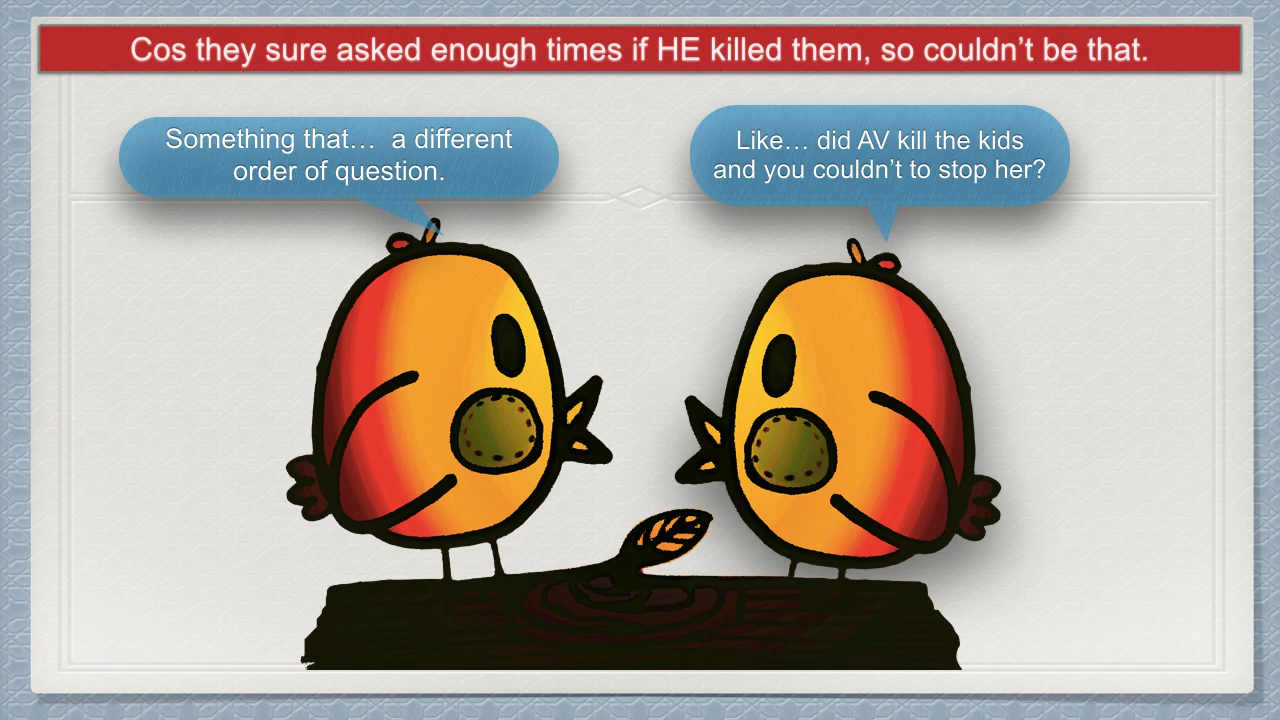 Cos they sure asked enough times if HE killed them, so couldn’t be that.
Something that…  a different
order of question.
Like… did AV kill the kids
and you couldn’t to stop her?